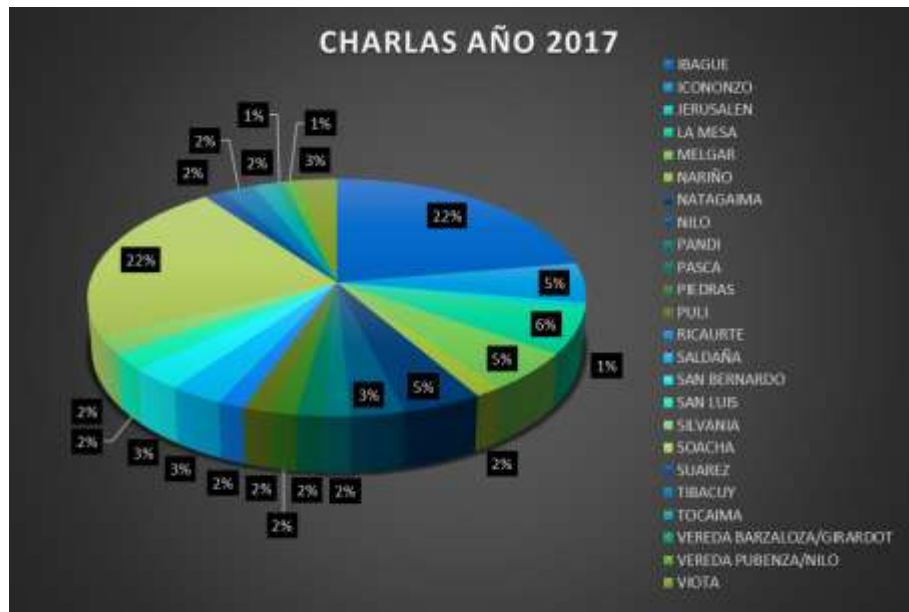 CHARLAS AÑO 2017
1%
1%
2%
2%
3%
2%
22%
22%
5%
6%
5%
1%
5%
3%
2%
2%
2%
3%
3%
2%
2%
2%
2%
2%
IBAGUE
ICONONZO
JERUSALEN
LA MESA
MELGAR
NARIÑO
NATAGAIMA
NILO
PANDI
PASCA
PIEDRAS
PULI
RICAURTE
SALDAÑA
SAN BERNARDO
SAN LUIS
SILVANIA
SOACHA
SUAREZ
TIBACUY
TOCAIMA
VEREDA BARZALOZA/GIRARDOT
VEREDA PUBENZA/NILO
VIOTA